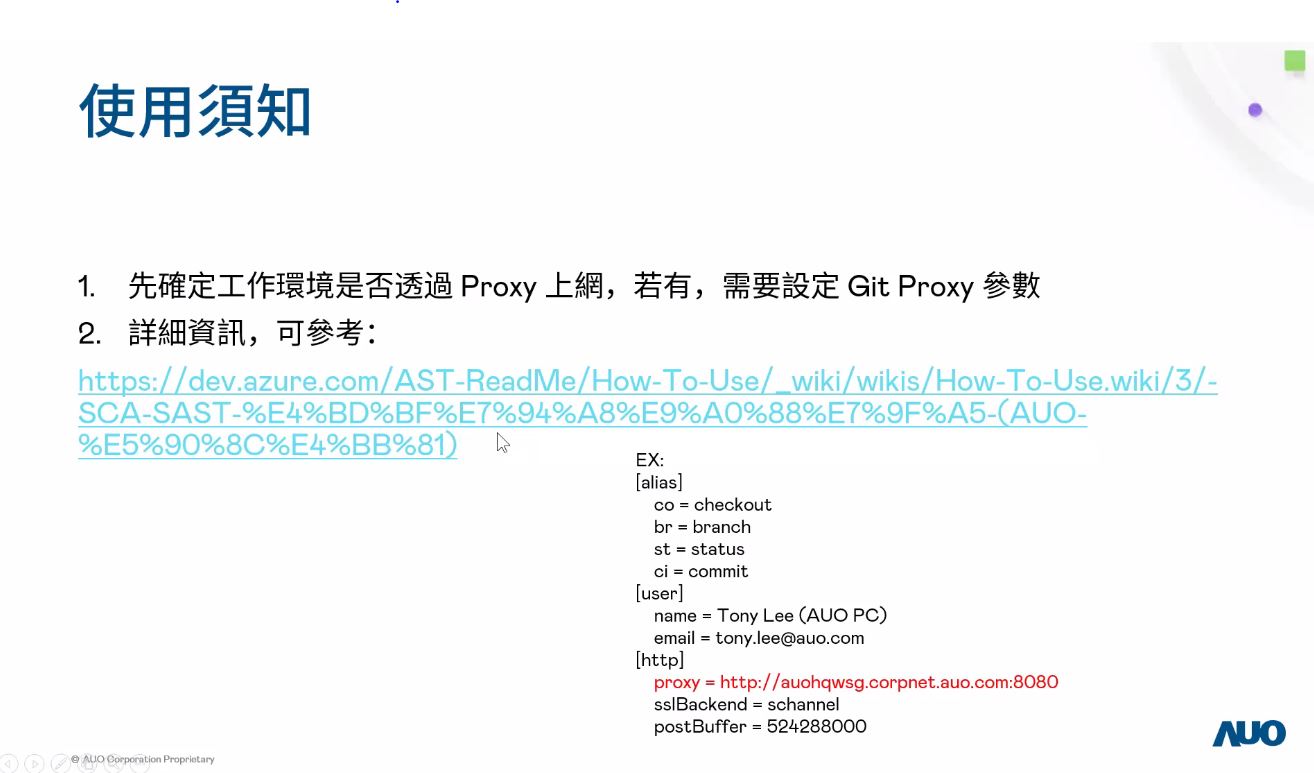 使用須知
1. 先確定工作環境是否透過 Proxy 上網，若有，需要設定 Git Proxy 參數
2. 詳細資訊，可參考：
https://dev.azure.com/AST-ReadMe/How-To-Use/_wiki/wikis/How-To-Use.wiki/3/-
SCA-SAST-%E4%BD%BF%E7%94%A8%E9%A0%88%E7%9F%A5-(AUO-
%E5%90%8C%E4%BB%81)
EX:
[alias]
co = checkout
br = branch
st = status
ci = commit
[user]
name = Tony Lee (AUO PC)
email = tony.lee@auo.com
[http]
proxy = http://auohqwsg.corpnet.auo.com:8080
sslBackend = schannel
postBuffer = 524288000
AUO
© AUO Corporation Proprietary